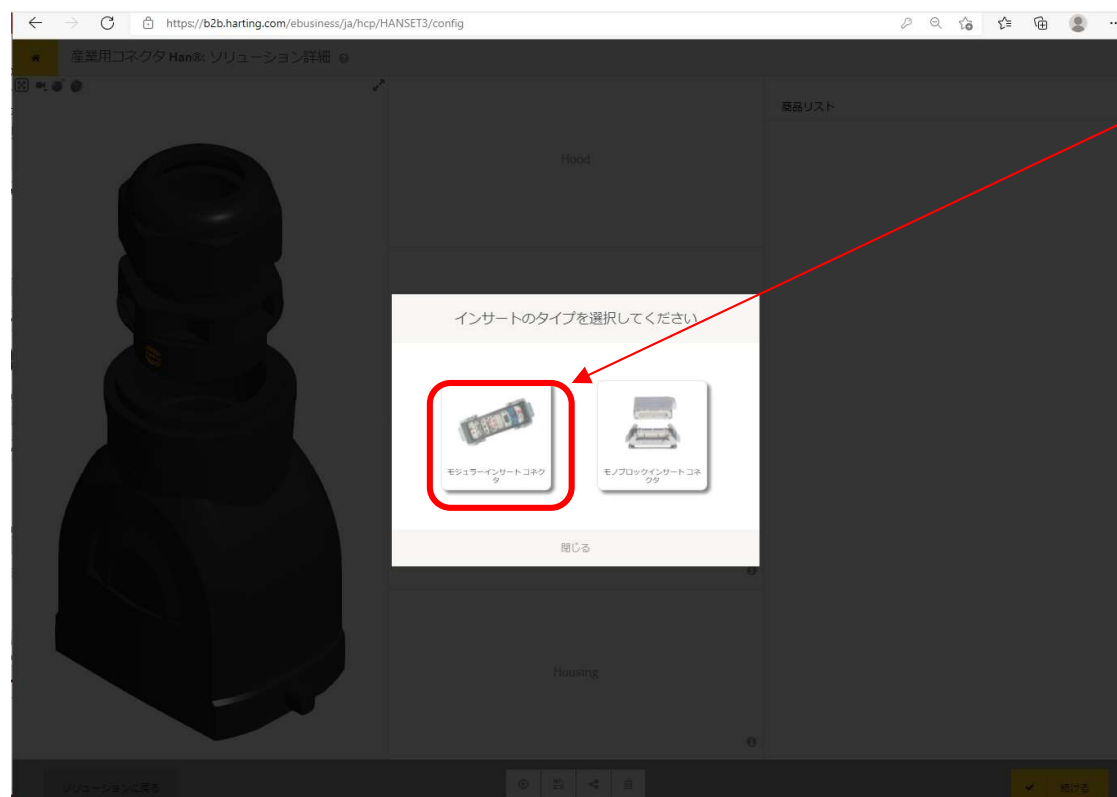 https://b2b.harting.com/ebusiness/ja/hcp/HANSET3/config
産業用コネクタ Han®: ソリューション詳細
商品リスト
Hood
インサートのタイプを選択してください
モジュラーインサート コネク
タ
モノブロックインサート コネ
クタ
閉じる
Housing
ソリューションに戻る
続ける